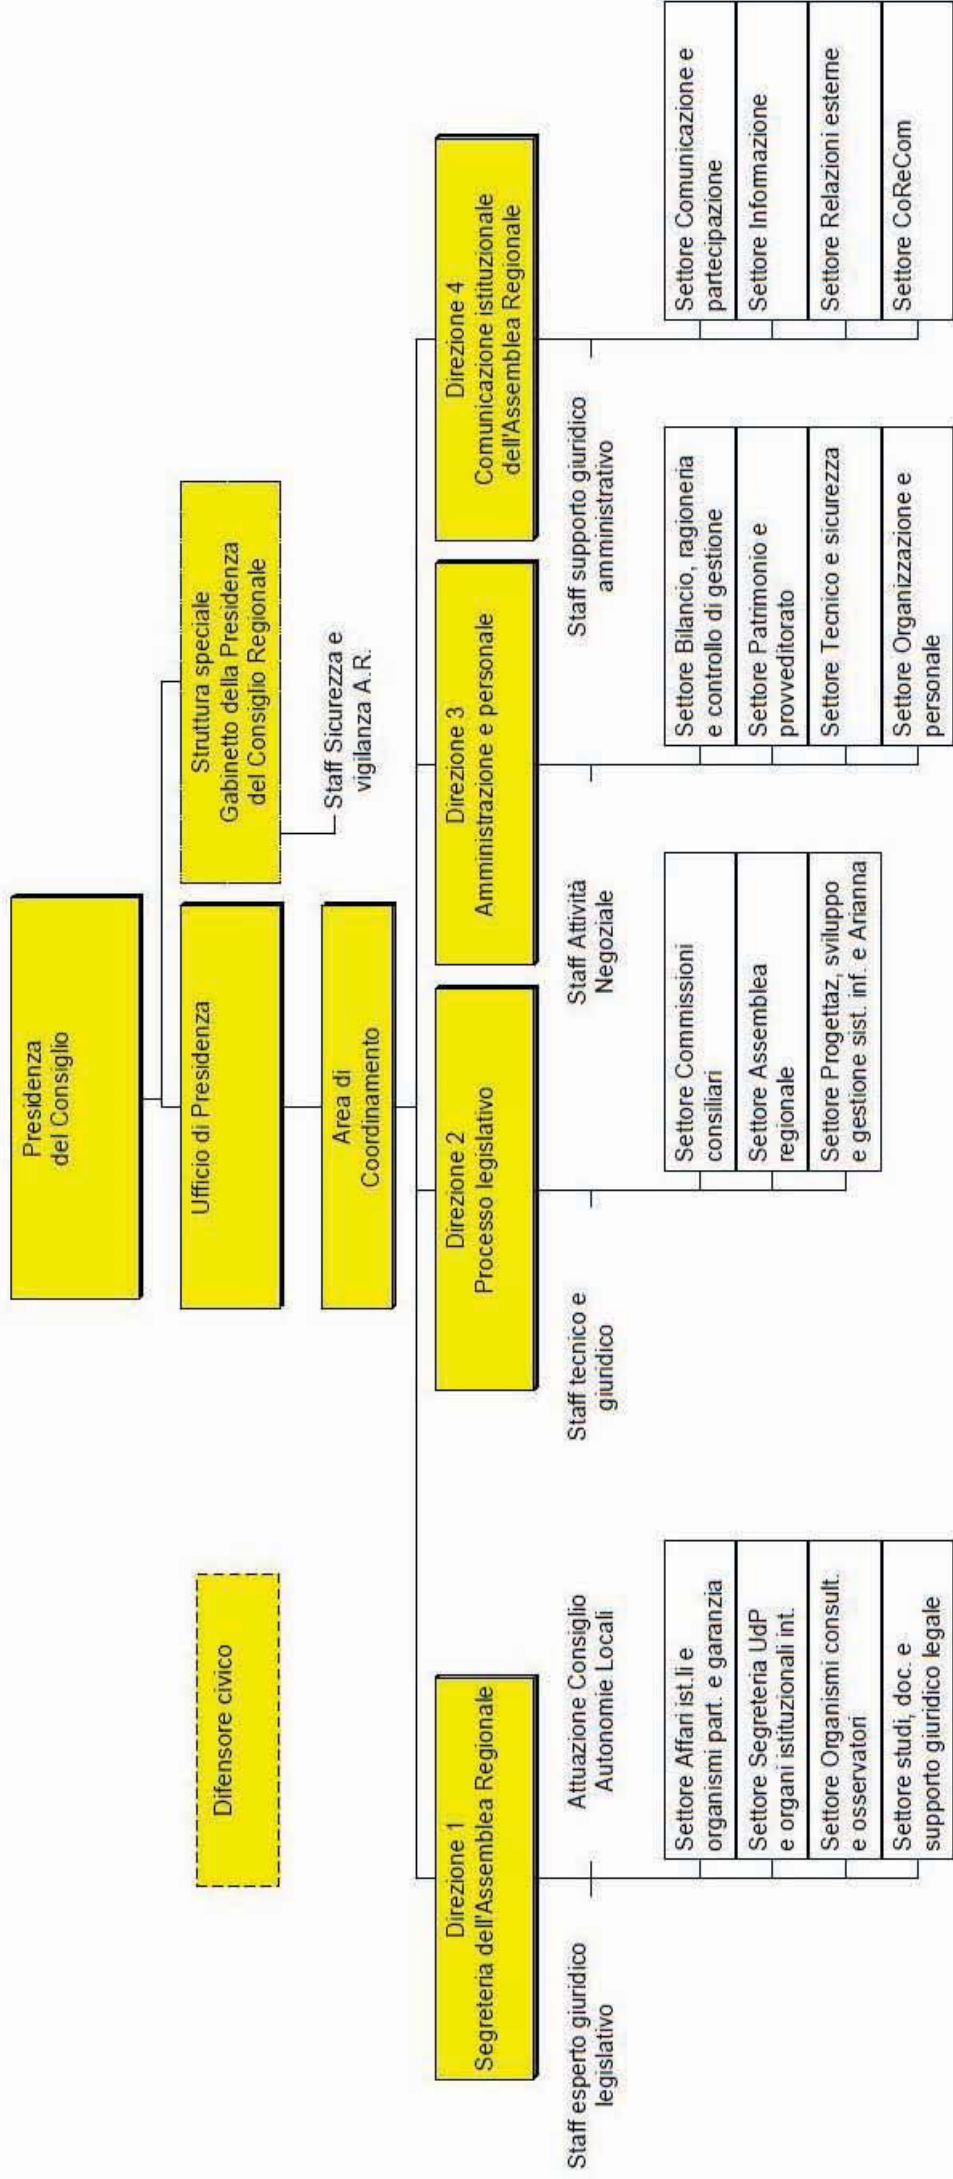 Presidenza
del Consiglio
Difensore civico
Ufficio di Presidenza
Struttura speciale
Gabinetto della Presidenza
del Consiglio Regionale
Area di
Coordinamento
Staff Sicurezza e
vigilanza A.R.
Direzione 1
Segreteria dell'Assemblea Regionale
Direzione 2
Processo legislativo
Direzione 3
Amministrazione e personale
Direzione 4
Comunicazione istituzionale
dell'Assemblea Regionale
Staff esperto giuridico
legislativo
Attuazione Consiglio
Autonomie Locali
Staff tecnico e
giuridico
Staff Attività
Negoziale
Staff supporto giuridico
amministrativo
Settore Affari ist.li e
organismi part. e garanzia
Settore Segreteria UdP
e organi istituzionali int.
Settore Organismi consult.
e osservatori
Settore studi, doc. e
supporto giuridico legale
Settore Commissioni
consiliari
Settore Assemblea
regionale
Settore Progettaz, sviluppo
e gestione sist. inf. e Arianna
Settore Bilancio, ragioneria
e controllo di gestione
Settore Patrimonio e
provveditorato
Settore Tecnico e sicurezza
Settore Organizzazione e
personale
Settore Comunicazione e
partecipazione
Settore Informazione
Settore Relazioni esterne
Settore CoReCom